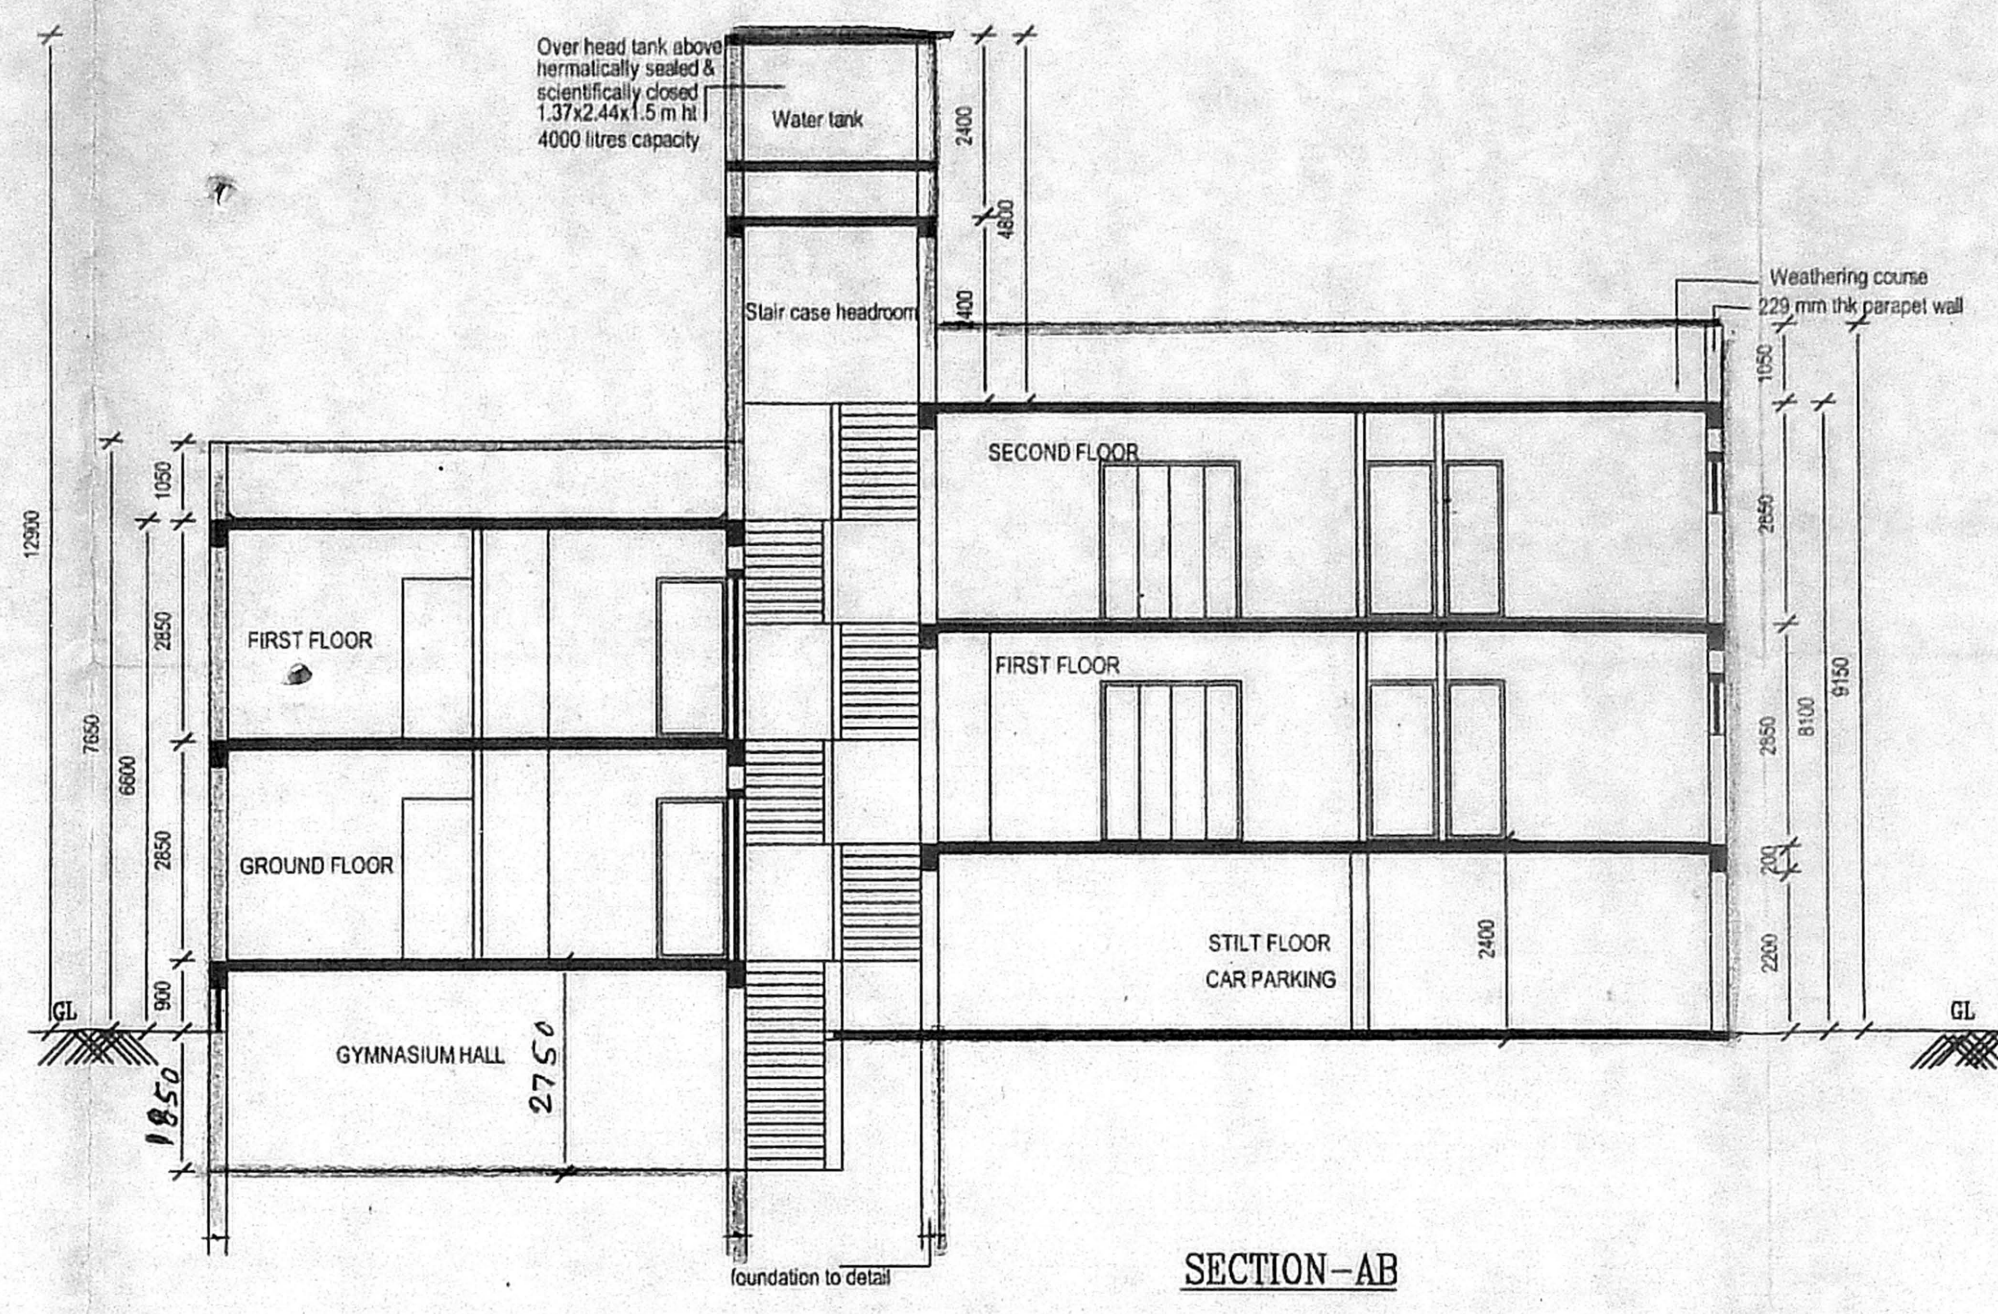 Over head tank above
hermatically sealed &
scientifically closed
1.37x2.44x1.5 m ht
4000 litres capacity
Water tank
2400
4800
Stair case headroom
2400
Weathering course
229 mm thk parapet wall
1050
12900
7650
6600
1050
2850
2850
900
1850
FIRST FLOOR
GROUND FLOOR
GYMNASIUM HALL
2750
SECOND FLOOR
FIRST FLOOR
STILT FLOOR
CAR PARKING
2400
2850
2850
200
2200
8100
9150
GL
GL
foundation to detail
SECTION-AB